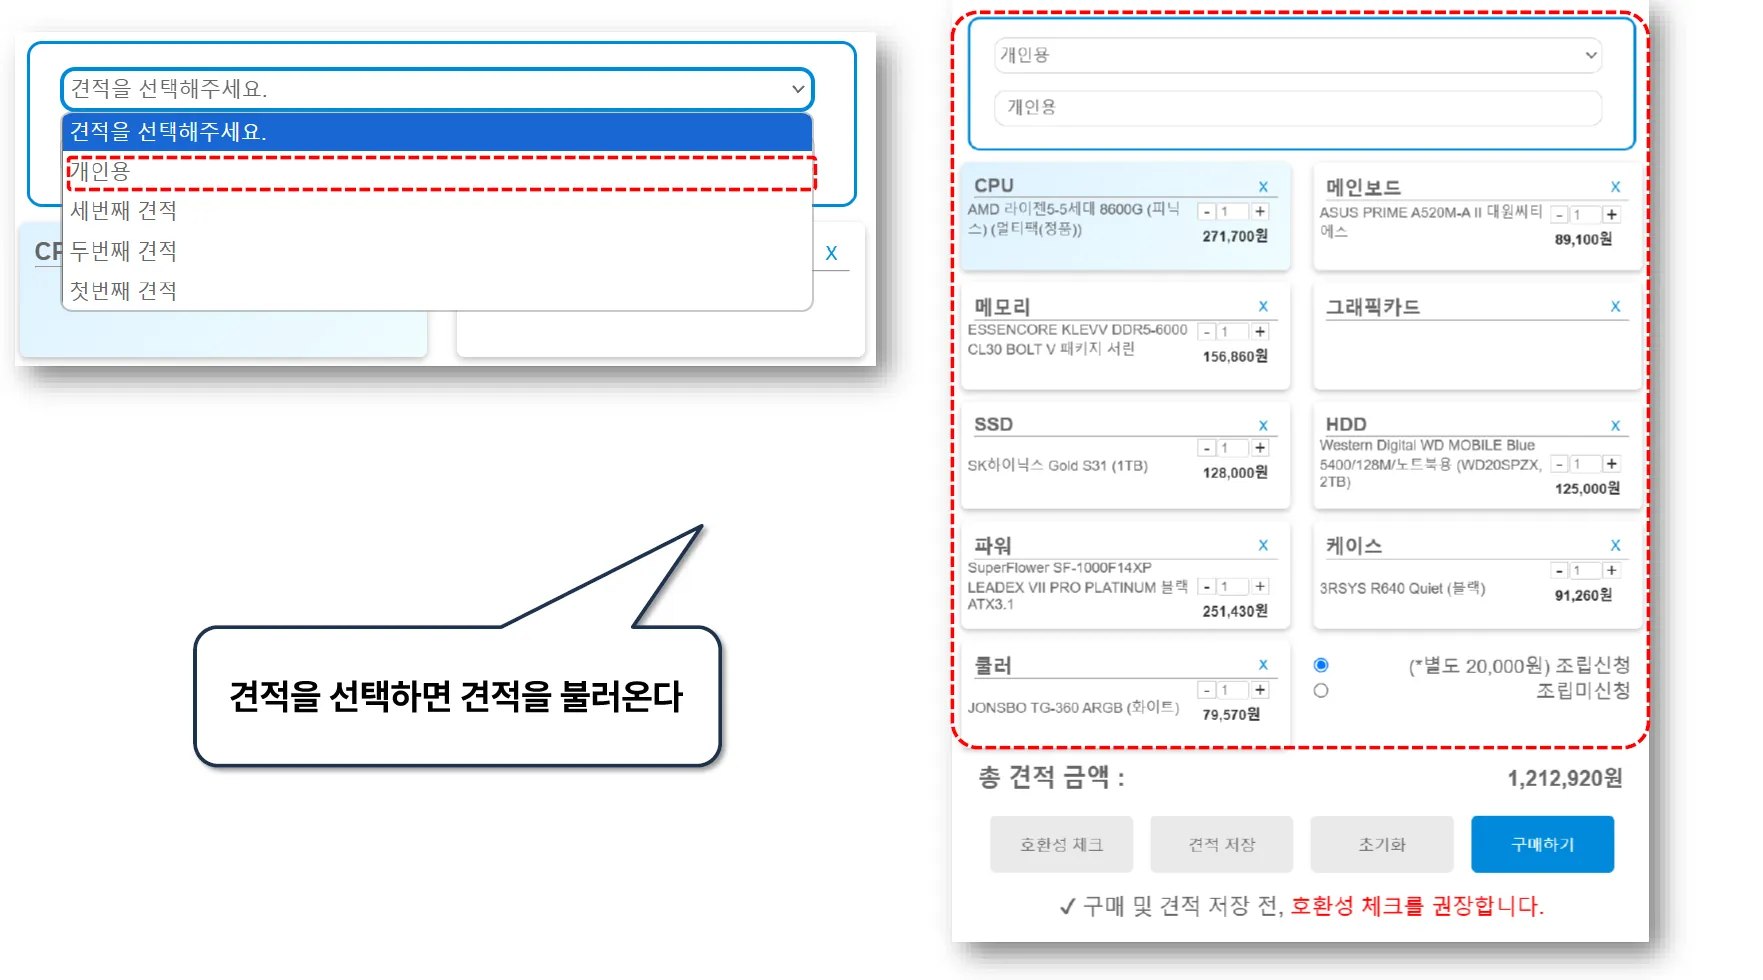 견적을 선택해주세요.
견적을 선택해주세요.
개인용
세번째 견적
두번째 견적
첫번째 견적
X
견적을 선택하면 견적을 불러온다
개인용
개인용
CPU X
AMD 라이젠5-5세대 8600G (피닉
스) (멀티팩(정품))
- 1 +
271,700원
메인보드 X
ASUS PRIME A520M-A II 대원씨티
에스
- 1 +
89,100원
메모리 X
ESSENCORE KLEVV DDR5-6000
CL30 BOLT V 패키지 서린
- 1 +
156,860원
그래픽카드 X
SSD X
SK하이닉스 Gold S31 (1TB)
- 1 +
128,000원
HDD X
Western Digital WD MOBILE Blue
5400/128M/노트북용 (WD20SPZX,
2TB)
- 1 +
125,000원
파워 X
SuperFlower SF-1000F14XP
LEADEX VII PRO PLATINUM 블랙
ATX3.1
- 1 +
251,430원
케이스 X
3RSYS R640 Quiet (블랙)
- 1 +
91,260원
쿨러 X
JONSBO TG-360 ARGB (화이트)
- 1 +
79,570원
(*별도 20,000원) 조립신청
조립미신청
총 견적 금액 : 1,212,920원
호환성 체크 견적 저장 초기화 구매하기
✓ 구매 및 견적 저장 전, 호환성 체크를 권장합니다.